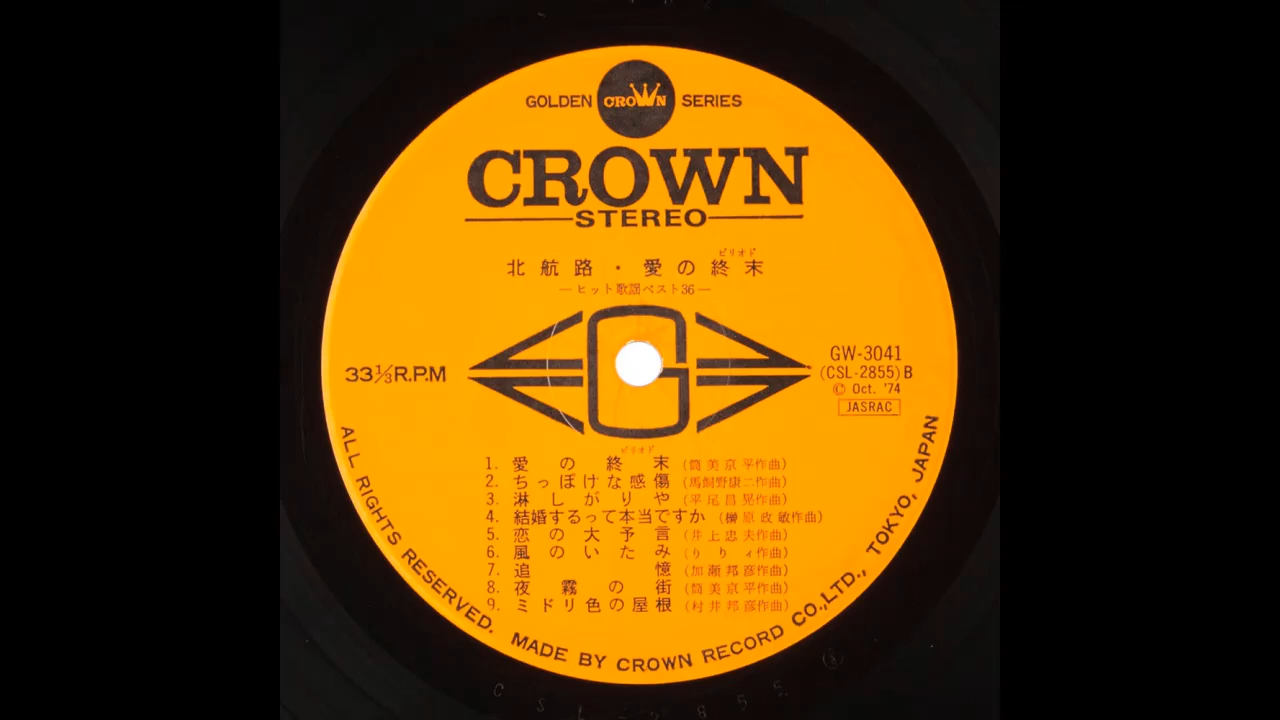 GOLDEN CROWN SERIES
CROWN
STEREO
ピリオド
北航路・愛の終末
—ヒット歌謡ベスト36—
33⅓R.P.M
G
GW-3041
(CSL-2855)B
© Oct. '74
JASRAC
ピリオド
1. 愛の終末 (筒美京平作曲)
2. ちっぽけな感傷 (馬飼野康二作曲)
3. 淋しがりや (平尾昌晃作曲)
4. 結婚するって本当ですか (榊原政敏作曲)
5. 恋の大予言 (井上忠夫作曲)
6. 風のいたみ (りりィ作曲)
7. 追憶 (加瀬邦彦作曲)
8. 夜霧の街 (筒美京平作曲)
9. ミドリ色の屋根 (村井邦彦作曲)
ALL RIGHTS RESERVED. MADE BY CROWN RECORD CO.,LTD., TOKYO, JAPAN